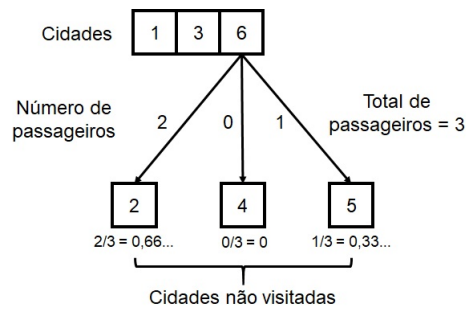 Cidades 1 3 6
Número de passageiros
2 0 1
Total de passageiros = 3
2 4 5
2/3 = 0,66... 0/3 = 0 1/3 = 0,33...
Cidades não visitadas